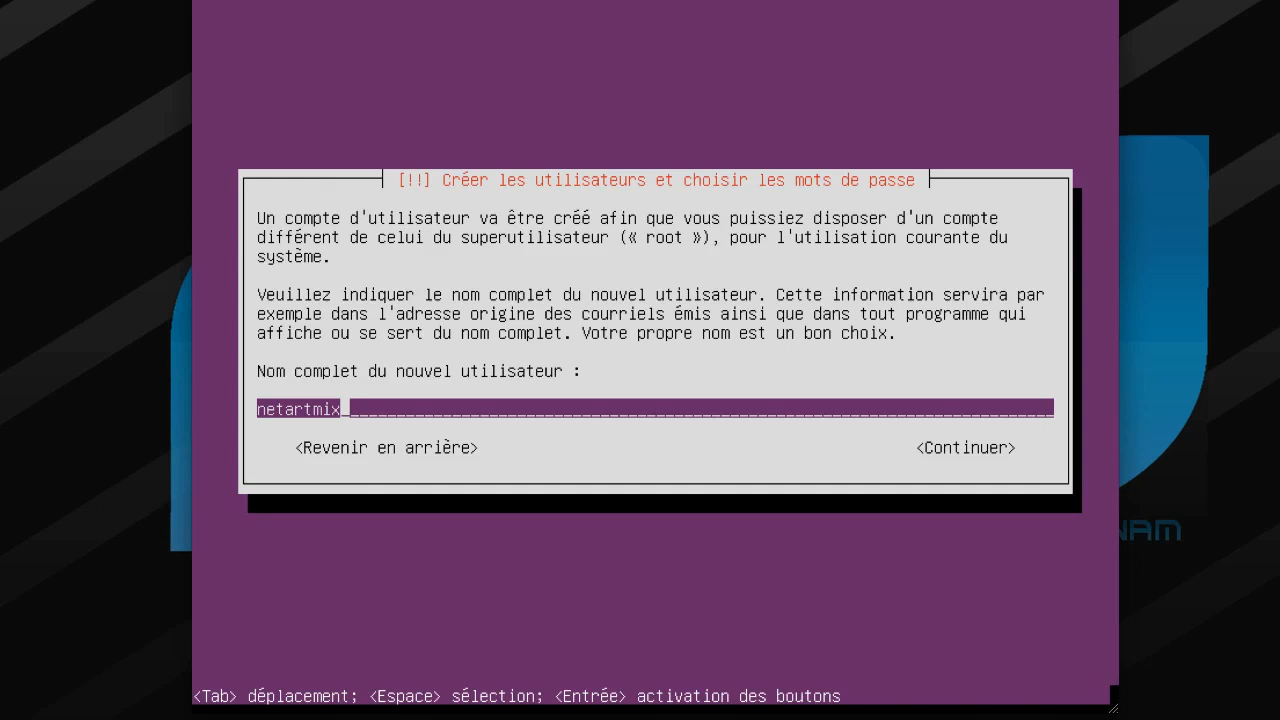 [!!] Créer les utilisateurs et choisir les mots de passe
Un compte d'utilisateur va être créé afin que vous puissiez disposer d'un compte
différent de celui du superutilisateur (« root »), pour l'utilisation courante du
système.
Veuillez indiquer le nom complet du nouvel utilisateur. Cette information servira par
exemple dans l'adresse origine des courriels émis ainsi que dans tout programme qui
affiche ou se sert du nom complet. Votre propre nom est un bon choix.
Nom complet du nouvel utilisateur :
netartmix
<Revenir en arrière> <Continuer>
<Tab> déplacement; <Espace> sélection; <Entrée> activation des boutons